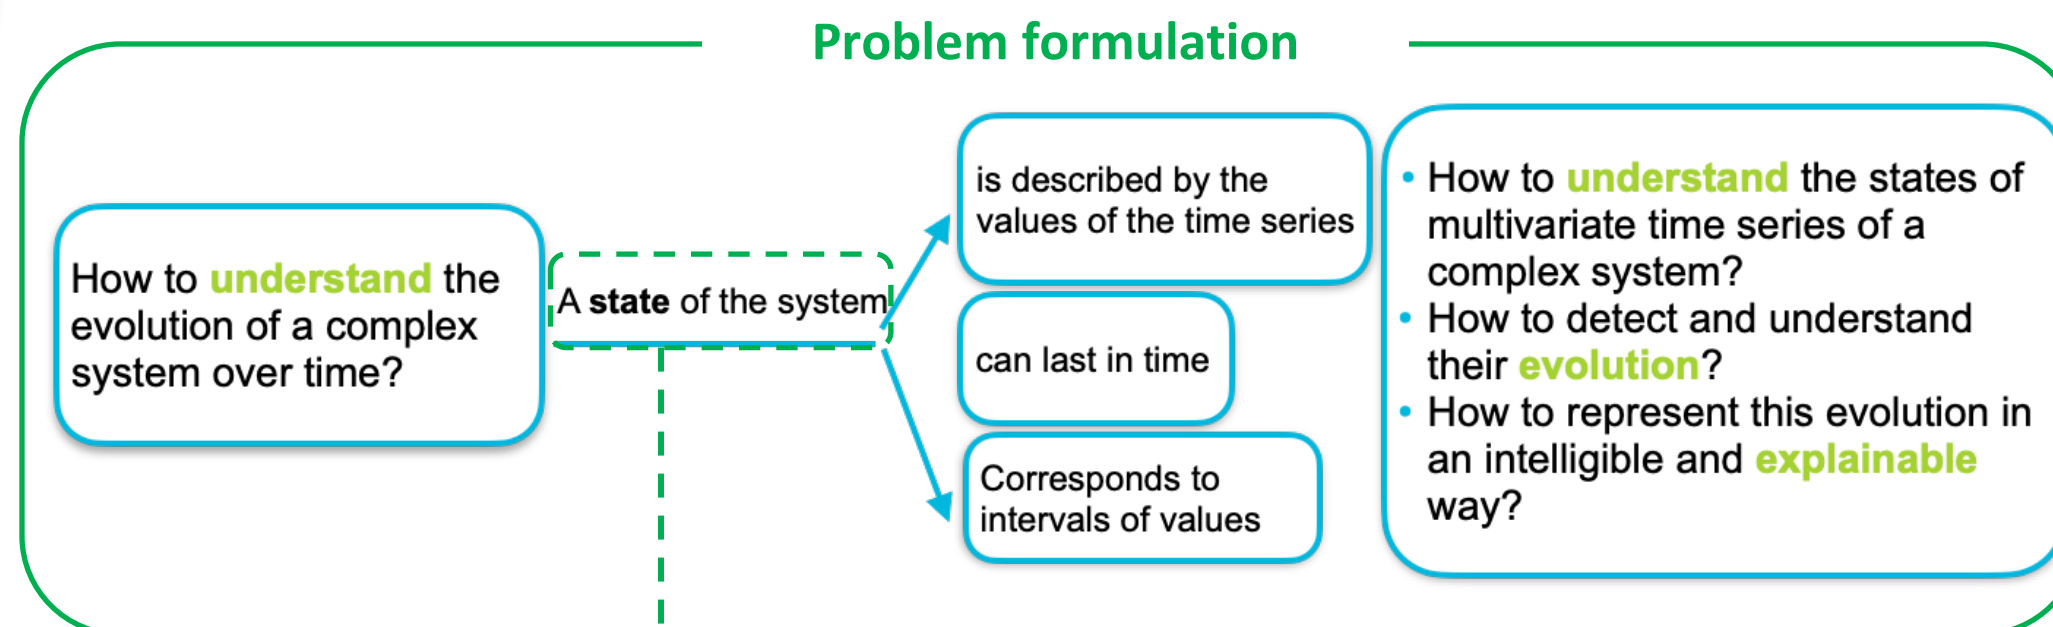 Problem formulation
How to understand the
evolution of a complex
system over time?
A state of the system
is described by the
values of the time series
can last in time
Corresponds to
intervals of values
• How to understand the states of
multivariate time series of a
complex system?
• How to detect and understand
their evolution?
• How to represent this evolution in
an intelligible and explainable
way?